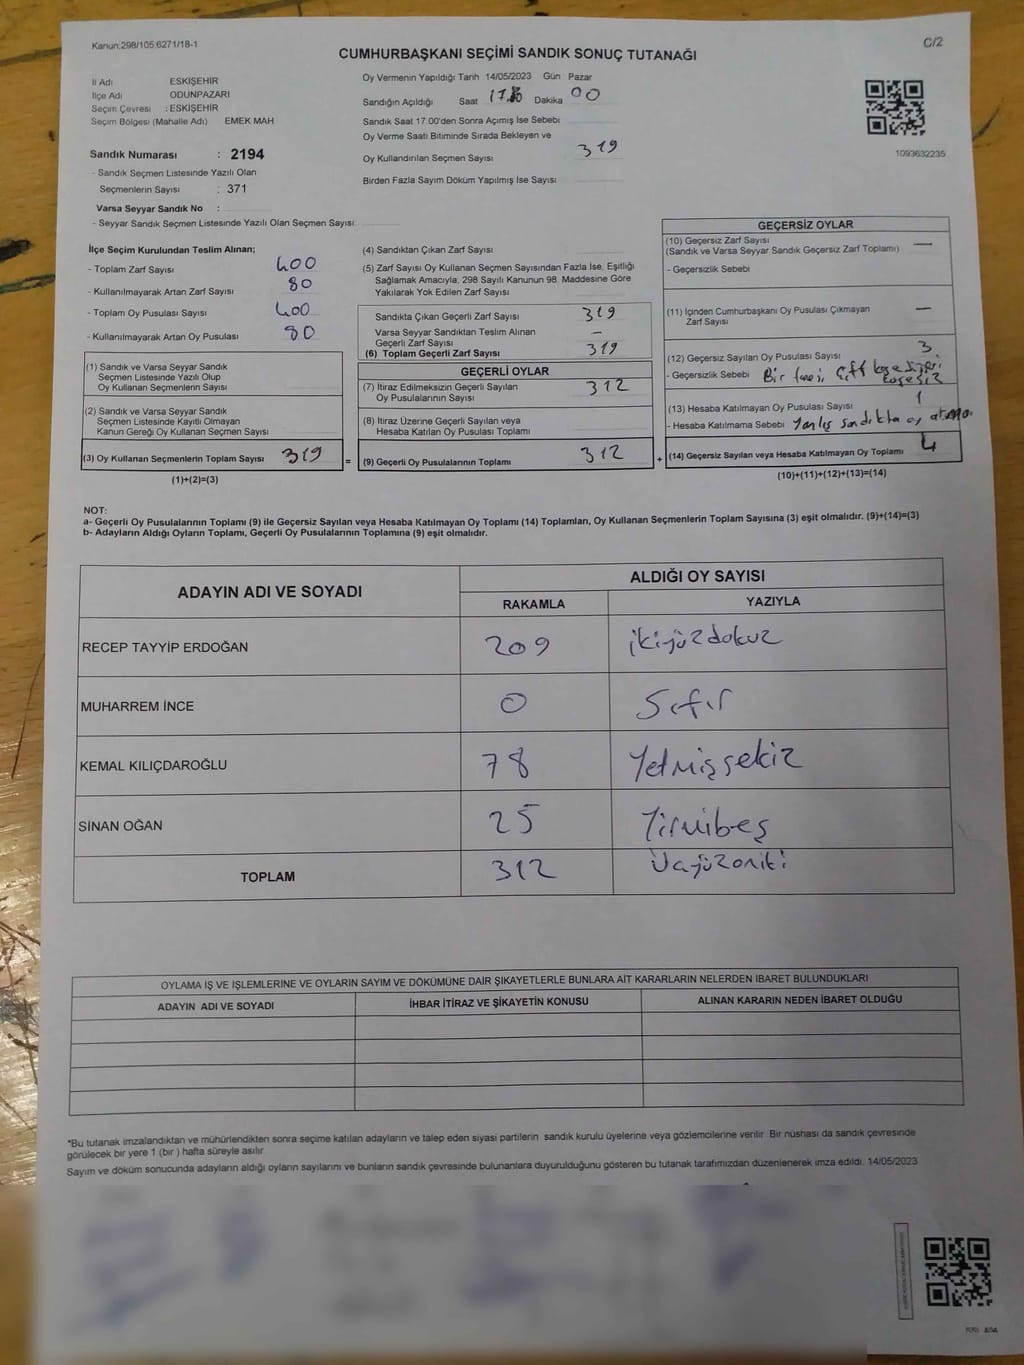 Kanun:298/105;6271/18-1
C/2
CUMHURBAŞKANI SEÇİMİ SANDIK SONUÇ TUTANAĞI
İl Adı ESKİŞEHİR
İlçe Adı ODUNPAZARI
Seçim Çevresi : ESKİŞEHİR
Seçim Bölgesi (Mahalle Adı) EMEK MAH
Sandık Numarası : 2194
- Sandık Seçmen Listesinde Yazılı Olan
Seçmenlerin Sayısı : 371
Varsa Seyyar Sandık No :
- Seyyar Sandık Seçmen Listesinde Yazılı Olan Seçmen Sayısı
Oy Vermenin Yapıldığı Tarih 14/05/2023 Gün Pazar
Sandığın Açıldığı Saat 17 Dakika 00
Sandık Saat 17.00'den Sonra Açımış İse Sebebi
Oy Verme Saati Bitiminde Sırada Bekleyen ve
Oy Kullandırılan Seçmen Sayısı 319
Birden Fazla Sayım Döküm Yapılmış İse Sayısı
1093632235
İlçe Seçim Kurulundan Teslim Alınan;
- Toplam Zarf Sayısı 400
- Kullanılmayarak Artan Zarf Sayısı 80
- Toplam Oy Pusulası Sayısı 400
- Kullanılmayarak Artan Oy Pusulası 80
(1) Sandık ve Varsa Seyyar Sandık
Seçmen Listesinde Yazılı Olup
Oy Kullanan Seçmenlerin Sayısı
(2) Sandık ve Varsa Seyyar Sandık
Seçmen Listesinde Kayıtlı Olmayan
Kanun Gereği Oy Kullanan Seçmen Sayısı
(3) Oy Kullanan Seçmenlerin Toplam Sayısı 319 =
(1)+(2)=(3)
(4) Sandıktan Çıkan Zarf Sayısı
(5) Zarf Sayısı Oy Kullanan Seçmen Sayısından Fazla İse, Eşitliği
Sağlamak Amacıyla; 298 Sayılı Kanunun 98. Maddesine Göre
Yakılarak Yok Edilen Zarf Sayısı
Sandıkta Çıkan Geçerli Zarf Sayısı 319
Varsa Seyyar Sandıktan Teslim Alınan
Geçerli Zarf Sayısı –
(6) Toplam Geçerli Zarf Sayısı 319
GEÇERLİ OYLAR
(7) İtiraz Edilmeksizin Geçerli Sayılan
Oy Pusulasının Sayısı 312
(8) İtiraz Üzerine Geçerli Sayılan veya
Hesaba Katılan Oy Pusulası Toplamı
(9) Geçerli Oy Pusulalarının Toplamı 312 +
GEÇERSİZ OYLAR
(10) Geçersiz Zarf Sayısı —
(Sandık ve Varsa Seyyar Sandık Geçersiz Zarf Toplamı)
- Geçersizlik Sebebi
(11) İçinden Cumhurbaşkanı Oy Pusulası Çıkmayan —
Zarf Sayısı
(12) Geçersiz Sayılan Oy Pusulası Sayısı 3
- Geçersizlik Sebebi Bir çift
(13) Hesaba Katılmayan Oy Pusulası Sayısı 1
- Hesaba Katılmama Sebebi Yanlış sandıkta oy atımı
(14) Geçersiz Sayılan veya Hesaba Katılmayan Oy Toplamı 4
(10)+(11)+(12)+(13)=(14)
NOT:
a- Geçerli Oy Pusulalarının Toplamı (9) ile Geçersiz Sayılan veya Hesaba Katılmayan Oy Toplamı (14) Toplamları, Oy Kullanan Seçmenlerin Toplam Sayısına (3) eşit olmalıdır. (9)+(14)=(3)
b- Adayların Aldığı Oyların Toplamı, Geçerli Oy Pusulalarının Toplamına (9) eşit olmalıdır.
ADAYIN ADI VE SOYADI
ALDIĞI OY SAYISI
RAKAMLA YAZIYLA
RECEP TAYYİP ERDOĞAN 209 ikiyüzdokuz
MUHARREM İNCE 0 Sıfır
KEMAL KILIÇDAROĞLU 78 Yetmişsekiz
SİNAN OĞAN 25 Yirmibeş
TOPLAM 312 Üçyüzoniki
OYLAMA İŞ VE İŞLEMLERİNE VE OYLARIN SAYIM VE DÖKÜMÜNE DAİR ŞİKAYETLERLE BUNLARA AİT KARARLARIN NELERDEN İBARET BULUNDUKLARI
ADAYIN ADI VE SOYADI İHBAR İTİRAZ VE ŞİKAYETİN KONUSU ALINAN KARARIN NEDEN İBARET OLDUĞU
*Bu tutanak imzalandıktan ve mühürlendikten sonra seçime katılan adayların ve talep eden siyasi partilerin sandık kurulu üyelerine veya gözlemcilerine verilir. Bir nüshası da sandık çevresinde
görülecek bir yere 1 (bir ) hafta süreyle asılır.
Sayım ve döküm sonucunda adayların aldığı oyların sayılarını ve bunların sandık çevresinde bulunanlara duyurulduğunu gösteren bu tutanak tarafımızdan düzenlenerek imza edildi. 14/05/2023